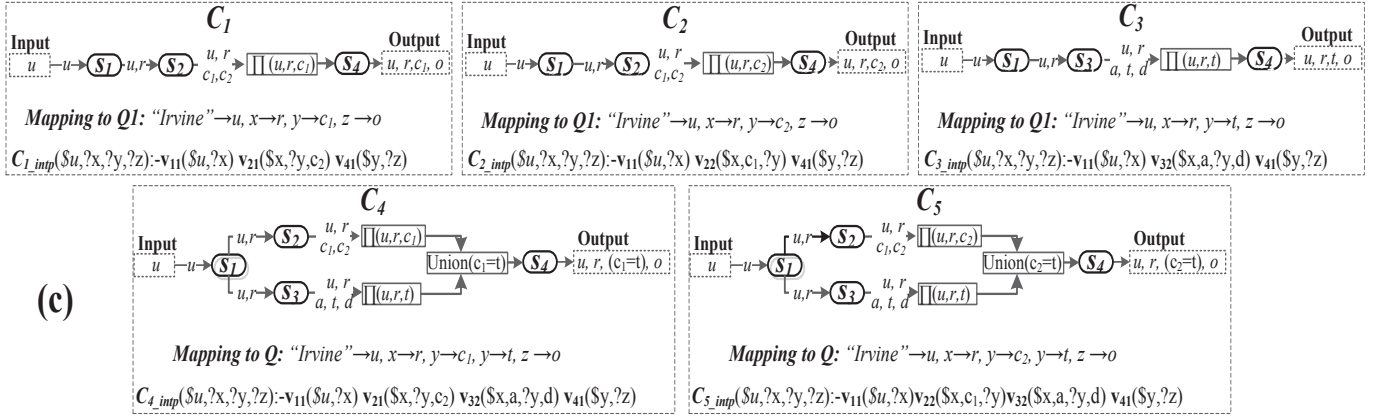 C₁
Input
Output
u —u→ S₁ —u,r→ S₂ u, r c₁,c₂ ∏(u,r,c₁) S₄ u, r,c₁, o
Mapping to Q1: “Irvine”→u, x→r, y→c₁, z →o
C₁_intp($u,?x,?y,?z):-v₁₁($u,?x) v₂₁($x,?y,c₂) v₄₁($y,?z)
C₂
Input
Output
u —u→ S₁ —u,r→ S₂ u, r c₁,c₂ ∏(u,r,c₂) S₄ u, r,c₂, o
Mapping to Q1: “Irvine”→u, x→r, y→c₂, z→o
C₂_intp($u,?x,?y,?z):-v₁₁($u,?x) v₂₂($x,c₁,?y) v₄₁($y,?z)
C₃
Input
Output
u —u→ S₁ —u,r→ S₃ u, r a, t, d ∏(u,r,t) S₄ u, r,t, o
Mapping to Q1: “Irvine”→u, x→r, y→t, z→o
C₃_intp($u,?x,?y,?z):-v₁₁($u,?x) v₃₂($x,a,?y,d) v₄₁($y,?z)
(c)
C₄
u,r S₂ u, r c₁,c₂ ∏(u,r,c₁)
Input
Output
u —u→ S₁ Union(c₁=t) S₄ u, r, (c₁=t), o
u,r S₃ u, r a, t, d ∏(u,r,t)
Mapping to Q: “Irvine”→u, x→r, y→c₁, y→t, z →o
C₄_intp($u,?x,?y,?z):-v₁₁($u,?x) v₂₁($x,?y,c₂) v₃₂($x,a,?y,d) v₄₁($y,?z)
C₅
u,r S₂ u, r c₁,c₂ ∏(u,r,c₂)
Input
Output
u —u→ S₁ Union(c₂=t) S₄ u, r, (c₂=t), o
u,r S₃ u, r a, t, d ∏(u,r,t)
Mapping to Q: “Irvine”→u, x→r, y→c₂, y→t, z →o
C₅_intp($u,?x,?y,?z):-v₁₁($u,?x)v₂₂($x,c₁,?y)v₃₂($x,a,?y,d) v₄₁($y,?z)